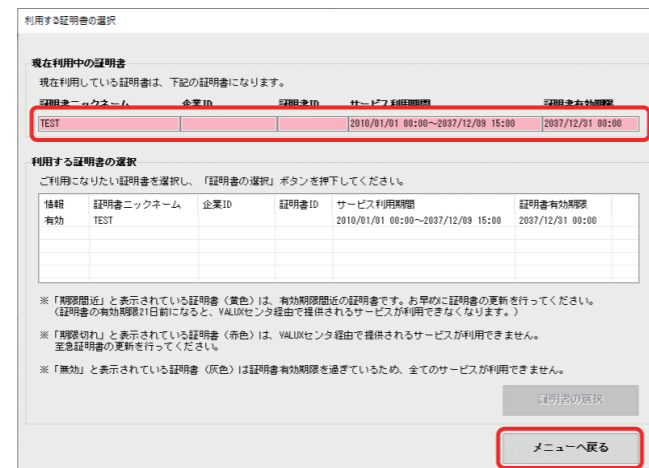 利用する証明書の選択
現在利用中の証明書
現在利用している証明書は、下記の証明書になります。
証明書ニックネーム 企業ID 証明書ID サービス利用期間 証明書有効期限
TEST 2010/01/01 00:00～2037/12/09 15:00 2037/12/31 00:00
利用する証明書の選択
ご利用になりたい証明書を選択し、「証明書の選択」ボタンを押下してください。
情報 証明書ニックネーム 企業ID 証明書ID サービス利用期間 証明書有効期限
有効 TEST 2010/01/01 00:00～2037/12/09 15:00 2037/12/31 00:00
※「期限間近」と表示されている証明書（黄色）は、有効期限間近の証明書です。お早めに証明書の更新を行ってください。
（証明書の有効期限21日前になると、VALUXセンタ経由で提供されるサービスが利用できなくなります。）
※「期限切れ」と表示されている証明書（赤色）は、VALUXセンタ経由で提供されるサービスが利用できません。
至急証明書の更新を行ってください。
※「無効」と表示されている証明書（灰色）は証明書有効期限を過ぎているため、全てのサービスが利用できません。
証明書の選択
メニューへ戻る